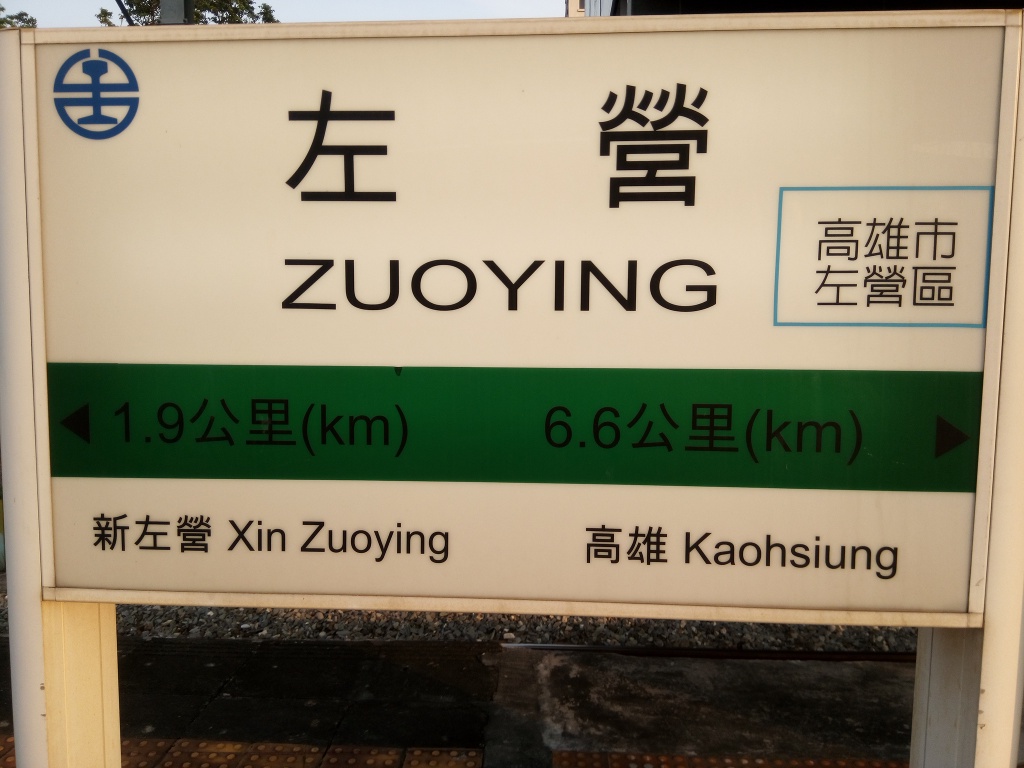 左營
ZUOYING
高雄市
左營區
1.9公里(km) 6.6公里(km)
新左營 Xin Zuoying 高雄 Kaohsiung